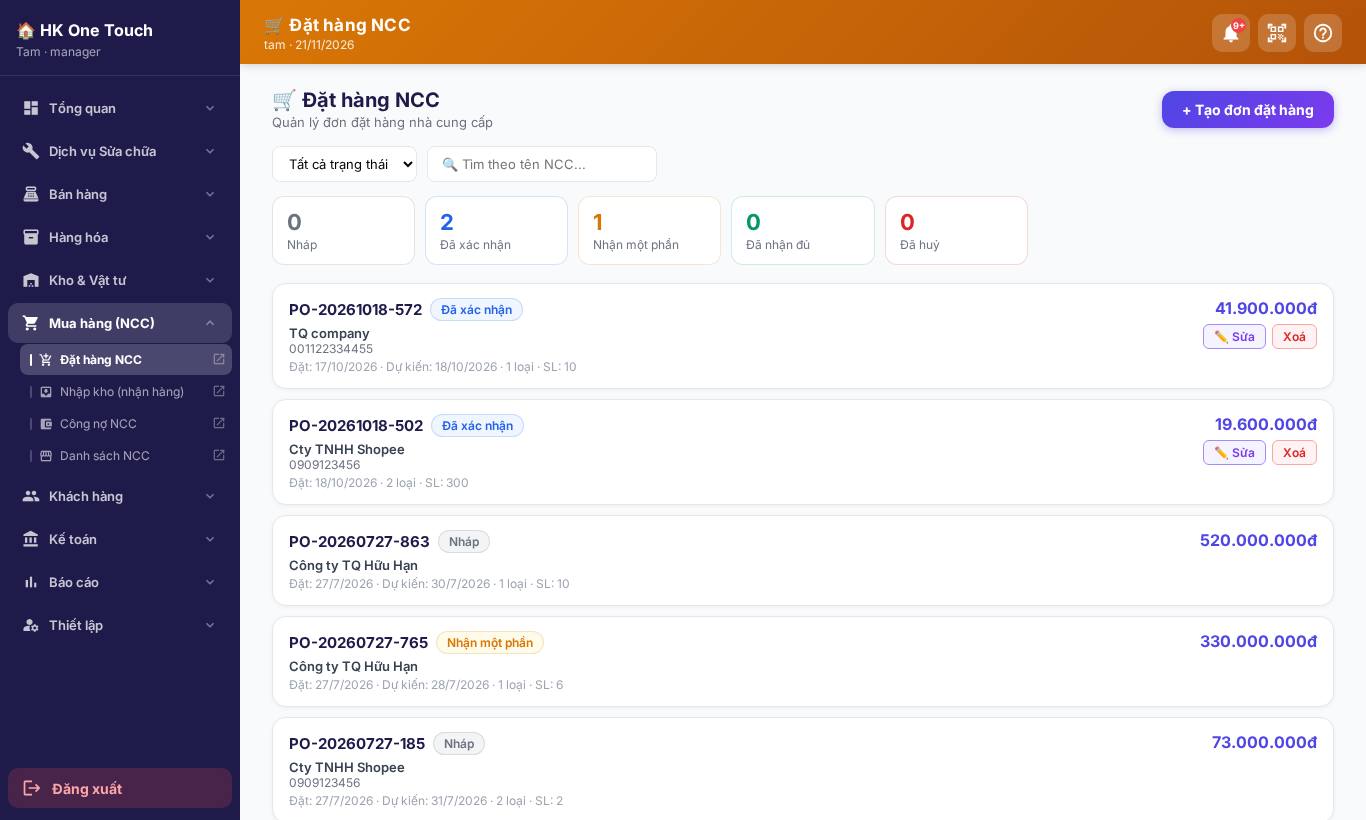 🏠 HK One Touch
Tam · manager
Tổng quan
Dịch vụ Sửa chữa
Bán hàng
Hàng hóa
Kho & Vật tư
Mua hàng (NCC)
Đặt hàng NCC
Nhập kho (nhận hàng)
Công nợ NCC
Danh sách NCC
Khách hàng
Kế toán
Báo cáo
Thiết lập
Đăng xuất
🛒 Đặt hàng NCC
tam · 21/11/2026
9+
🛒 Đặt hàng NCC
Quản lý đơn đặt hàng nhà cung cấp
+ Tạo đơn đặt hàng
Tất cả trạng thái
🔍 Tìm theo tên NCC...
0
Nháp
2
Đã xác nhận
1
Nhận một phần
0
Đã nhận đủ
0
Đã huỷ
PO-20261018-572 Đã xác nhận 41.900.000đ
TQ company
001122334455
✏️ Sửa Xoá
Đặt: 17/10/2026 · Dự kiến: 18/10/2026 · 1 loại · SL: 10
PO-20261018-502 Đã xác nhận 19.600.000đ
Cty TNHH Shopee
0909123456
✏️ Sửa Xoá
Đặt: 18/10/2026 · 2 loại · SL: 300
PO-20260727-863 Nháp 520.000.000đ
Công ty TQ Hữu Hạn
Đặt: 27/7/2026 · Dự kiến: 30/7/2026 · 1 loại · SL: 10
PO-20260727-765 Nhận một phần 330.000.000đ
Công ty TQ Hữu Hạn
Đặt: 27/7/2026 · Dự kiến: 28/7/2026 · 1 loại · SL: 6
PO-20260727-185 Nháp 73.000.000đ
Cty TNHH Shopee
0909123456
Đặt: 27/7/2026 · Dự kiến: 31/7/2026 · 2 loại · SL: 2